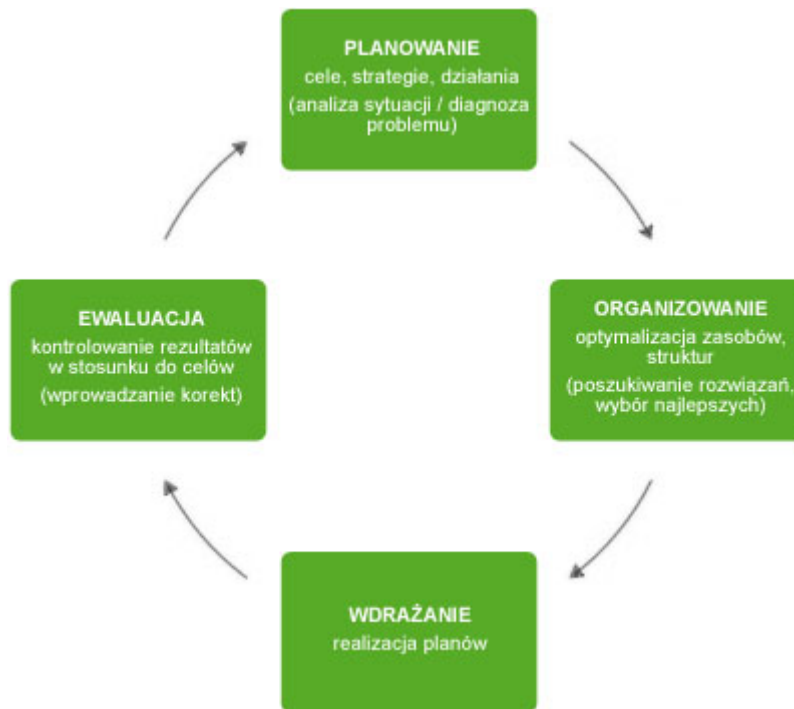 PLANOWANIE
cele, strategie, działania
(analiza sytuacji / diagnoza
problemu)
EWALUACJA
kontrolowanie rezultatów
w stosunku do celów
(wprowadzanie korekt)
ORGANIZOWANIE
optymalizacja zasobów,
struktur
(poszukiwanie rozwiązań,
wybór najlepszych)
WDRAŻANIE
realizacja planów